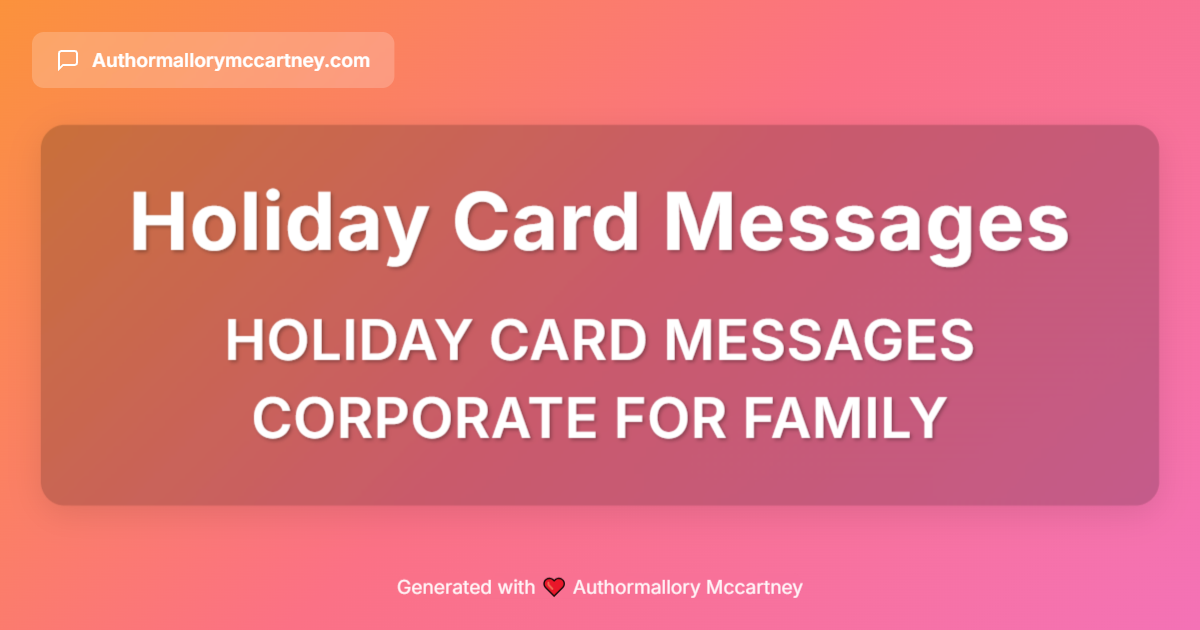 Authormallorymccartney.com
Holiday Card Messages
HOLIDAY CARD MESSAGES
CORPORATE FOR FAMILY
Generated with ❤️ Authormallory Mccartney